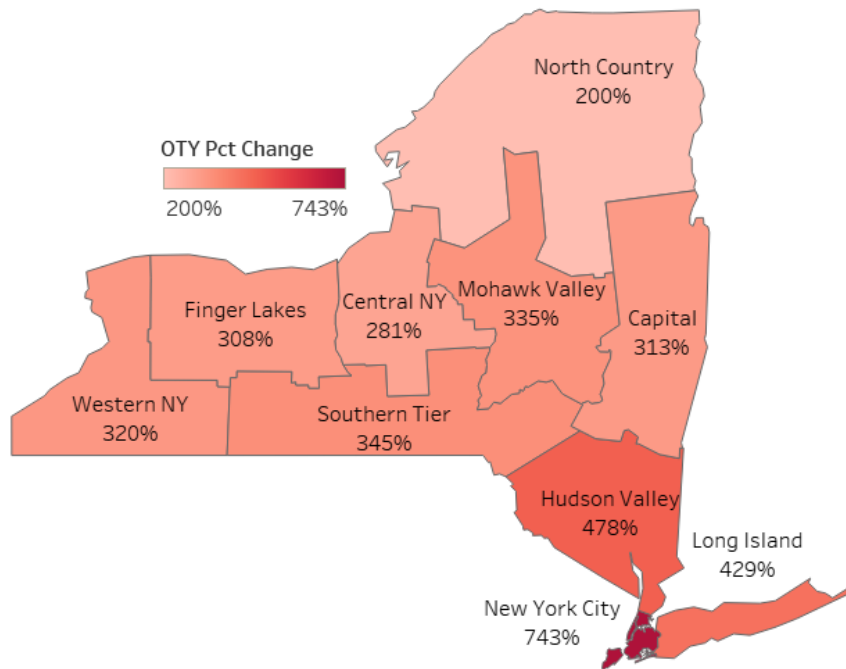 North Country
200%
OTY Pct Change
200% 743%
Finger Lakes
308%
Central NY
281%
Mohawk Valley
335%
Capital
313%
Western NY
320%
Southern Tier
345%
Hudson Valley
478%
Long Island
429%
New York City
743%